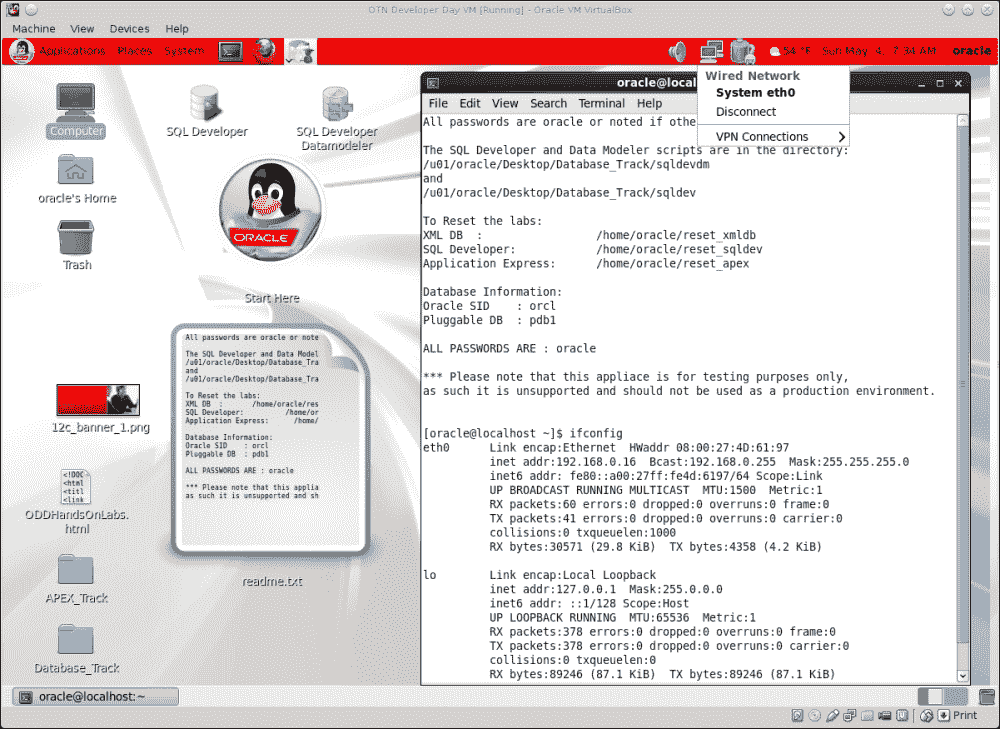 OTN Developer Day VM [Running] - Oracle VM VirtualBox
Machine View Devices Help
Applications Places System
54 °F Sun May 4, 7:34 AM oracle
Wired Network
System eth0
Disconnect
VPN Connections
Computer
oracle's Home
Trash
SQL Developer
SQL Developer
Datamodeler
ORACLE
Start Here
All passwords are oracle or note
The SQL Developer and Data Model
/u01/oracle/Desktop/Database_Tra
and
/u01/oracle/Desktop/Database_Tra
To Reset the labs:
XML DB : /home/oracle/res
SQL Developer: /home/or
Application Express: /home/
Database Information:
Oracle SID : orcl
Pluggable DB : pdb1
ALL PASSWORDS ARE : oracle
*** Please note that this applia
as such it is unsupported and sh
readme.txt
12c_banner_1.png
<!DOC
<html
<titl
<link
ODDHandsOnLabs.
html
APEX_Track
Database_Track
oracle@local
File Edit View Search Terminal Help
All passwords are oracle or noted if othe
The SQL Developer and Data Modeler scripts are in the directory:
/u01/oracle/Desktop/Database_Track/sqldevdm
and
/u01/oracle/Desktop/Database_Track/sqldev
To Reset the labs:
XML DB : /home/oracle/reset_xmldb
SQL Developer: /home/oracle/reset_sqldev
Application Express: /home/oracle/reset_apex
Database Information:
Oracle SID : orcl
Pluggable DB : pdb1
ALL PASSWORDS ARE : oracle
*** Please note that this appliace is for testing purposes only,
as such it is unsupported and should not be used as a production environment.
[oracle@localhost ~]$ ifconfig
eth0 Link encap:Ethernet HWaddr 08:00:27:4D:61:97
inet addr:192.168.0.16 Bcast:192.168.0.255 Mask:255.255.255.0
inet6 addr: fe80::a00:27ff:fe4d:6197/64 Scope:Link
UP BROADCAST RUNNING MULTICAST MTU:1500 Metric:1
RX packets:60 errors:0 dropped:0 overruns:0 frame:0
TX packets:41 errors:0 dropped:0 overruns:0 carrier:0
collisions:0 txqueuelen:1000
RX bytes:30571 (29.8 KiB) TX bytes:4358 (4.2 KiB)
lo Link encap:Local Loopback
inet addr:127.0.0.1 Mask:255.0.0.0
inet6 addr: ::1/128 Scope:Host
UP LOOPBACK RUNNING MTU:65536 Metric:1
RX packets:378 errors:0 dropped:0 overruns:0 frame:0
TX packets:378 errors:0 dropped:0 overruns:0 carrier:0
collisions:0 txqueuelen:0
RX bytes:89246 (87.1 KiB) TX bytes:89246 (87.1 KiB)
oracle@localhost:~
Print